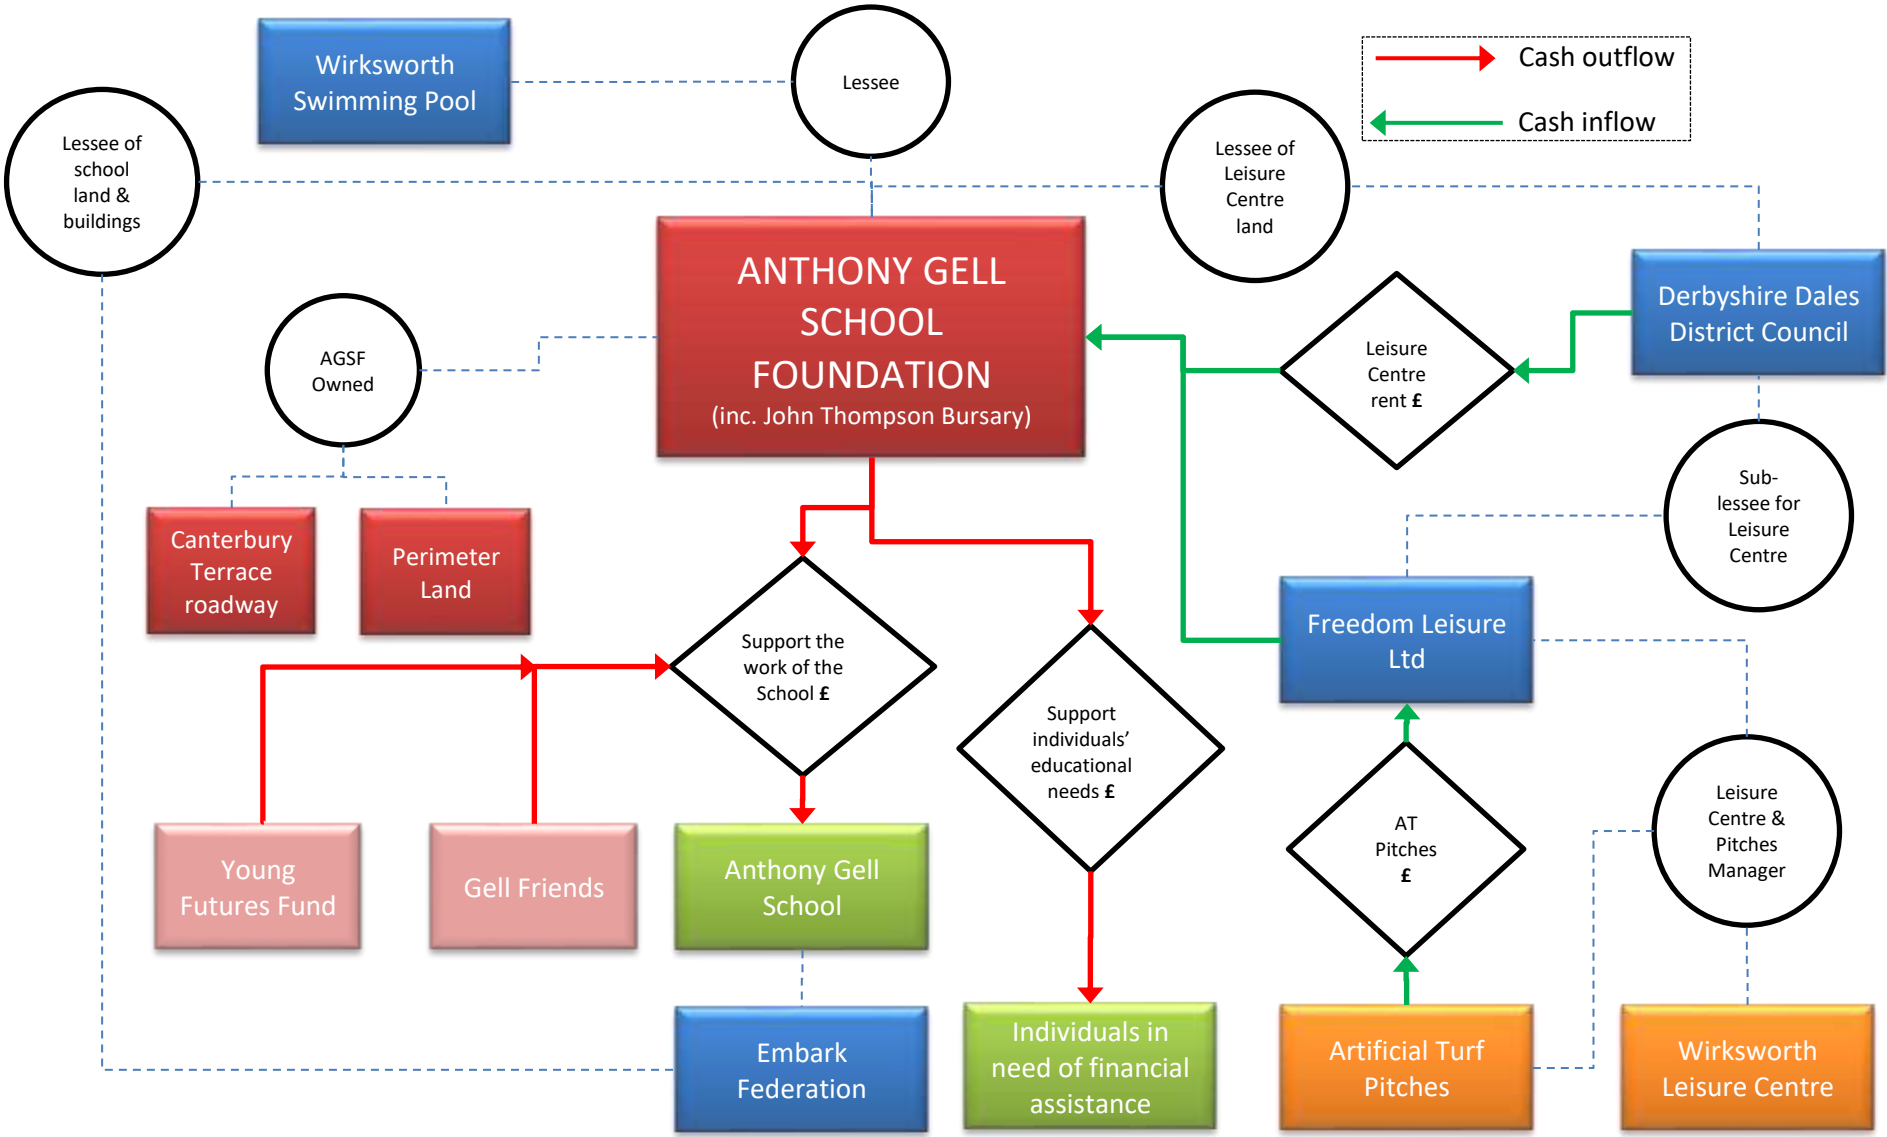 Wirksworth
Swimming Pool
Lessee
Cash outflow
Cash inflow
Lessee of
school
land &
buildings
Lessee of
Leisure
Centre
land
ANTHONY GELL
SCHOOL
FOUNDATION
(inc. John Thompson Bursary)
Derbyshire Dales
District Council
AGSF
Owned
Leisure
Centre
rent £
Canterbury
Terrace
roadway
Perimeter
Land
Sub-
lessee for
Leisure
Centre
Support the
work of the
School £
Freedom Leisure
Ltd
Support
individuals’
educational
needs £
Young
Futures Fund
Gell Friends
Anthony Gell
School
AT
Pitches
£
Leisure
Centre &
Pitches
Manager
Embark
Federation
Individuals in
need of financial
assistance
Artificial Turf
Pitches
Wirksworth
Leisure Centre